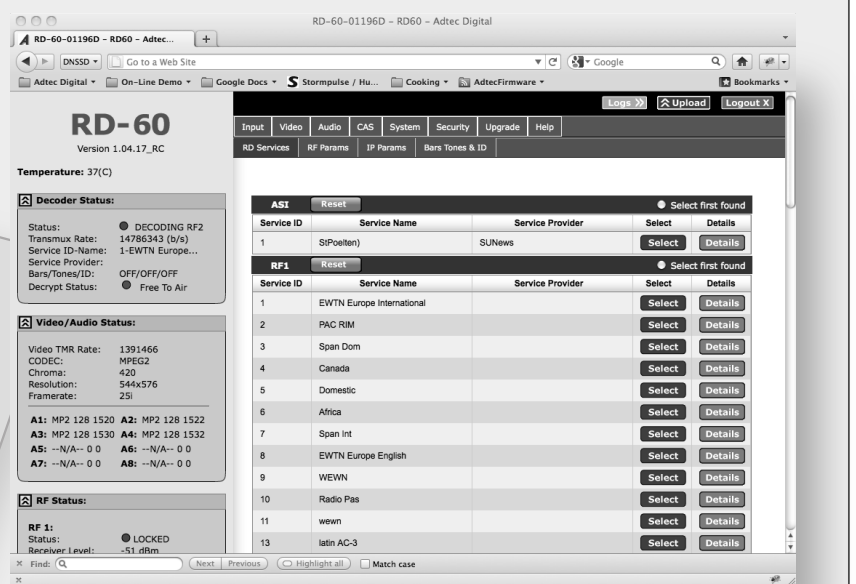 RD-60-01196D - RD60 - Adtec Digital
RD-60-01196D - RD60 - Adtec...
DNSSD
Go to a Web Site
Google
Adtec Digital
On-Line Demo
Google Docs
Stormpulse / Hu...
Cooking
AdtecFirmware
Bookmarks
Logs
Upload
Logout X
RD-60
Version 1.04.17_RC
Temperature: 37(C)
Input Video Audio CAS System Security Upgrade Help
RD Services RF Params IP Params Bars Tones & ID
Decoder Status:
Status: DECODING RF2
Transmux Rate: 14786343 (b/s)
Service ID-Name: 1-EWTN Europe...
Service Provider:
Bars/Tones/ID: OFF/OFF/OFF
Decrypt Status: Free To Air
Video/Audio Status:
Video TMR Rate: 1391466
CODEC: MPEG2
Chroma: 420
Resolution: 544x576
Framerate: 25i
A1: MP2 128 1520 A2: MP2 128 1522
A3: MP2 128 1530 A4: MP2 128 1532
A5: --N/A-- 0 0 A6: --N/A-- 0 0
A7: --N/A-- 0 0 A8: --N/A-- 0 0
RF Status:
RF 1:
Status: LOCKED
Receiver Level: -51 dBm
ASI Reset Select first found
Service ID Service Name Service Provider Select Details
1 StPoelten) SUNews Select Details
RF1 Reset Select first found
Service ID Service Name Service Provider Select Details
1 EWTN Europe International Select Details
2 PAC RIM Select Details
3 Span Dom Select Details
4 Canada Select Details
5 Domestic Select Details
6 Africa Select Details
7 Span Int Select Details
8 EWTN Europe English Select Details
9 WEWN Select Details
10 Radio Pas Select Details
11 wewn Select Details
13 latin AC-3 Select Details
Find: Next Previous Highlight all Match case